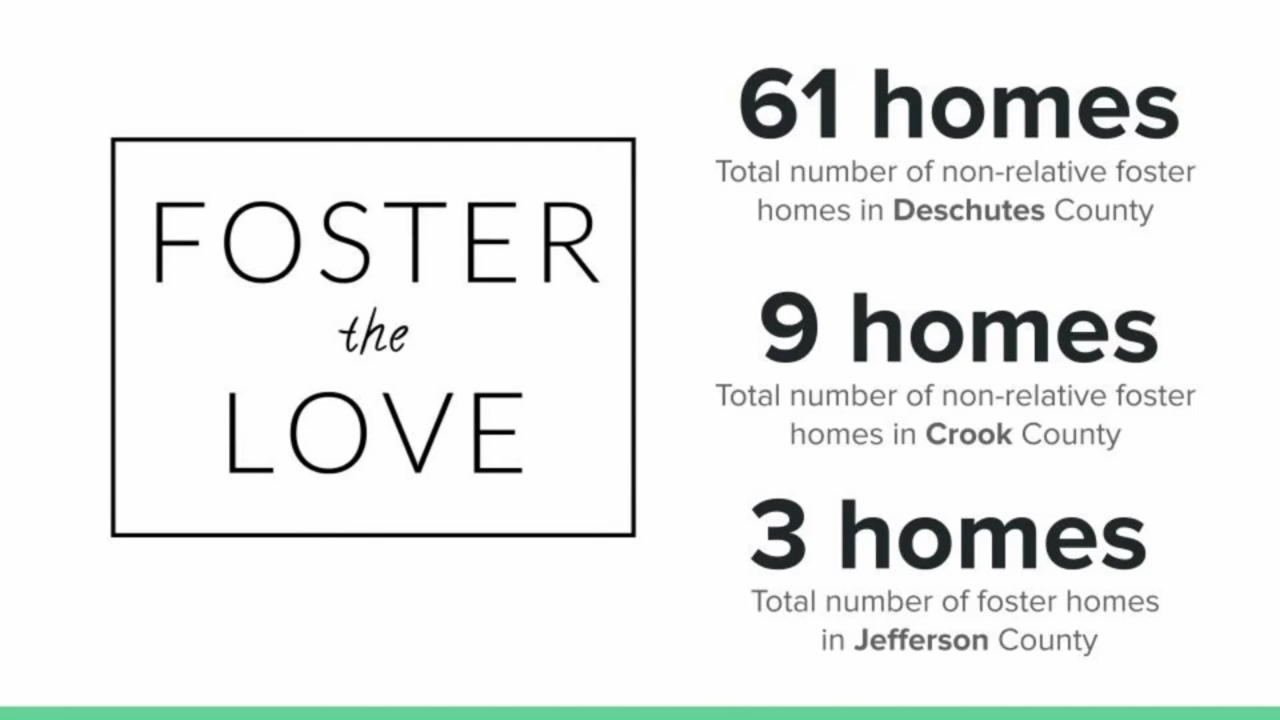 FOSTER
the
LOVE
61 homes
Total number of non-relative foster
homes in Deschutes County
9 homes
Total number of non-relative foster
homes in Crook County
3 homes
Total number of foster homes
in Jefferson County